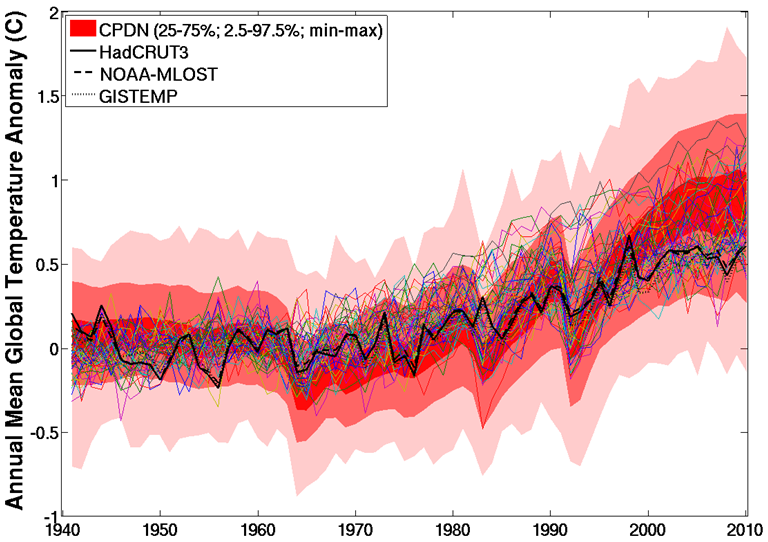 2
CPDN (25-75%; 2.5-97.5%; min-max)
HadCRUT3
NOAA-MLOST
GISTEMP
1.5
1
0.5
0
-0.5
-1
Annual Mean Global Temperature Anomaly (C)
1940 1950 1960 1970 1980 1990 2000 2010